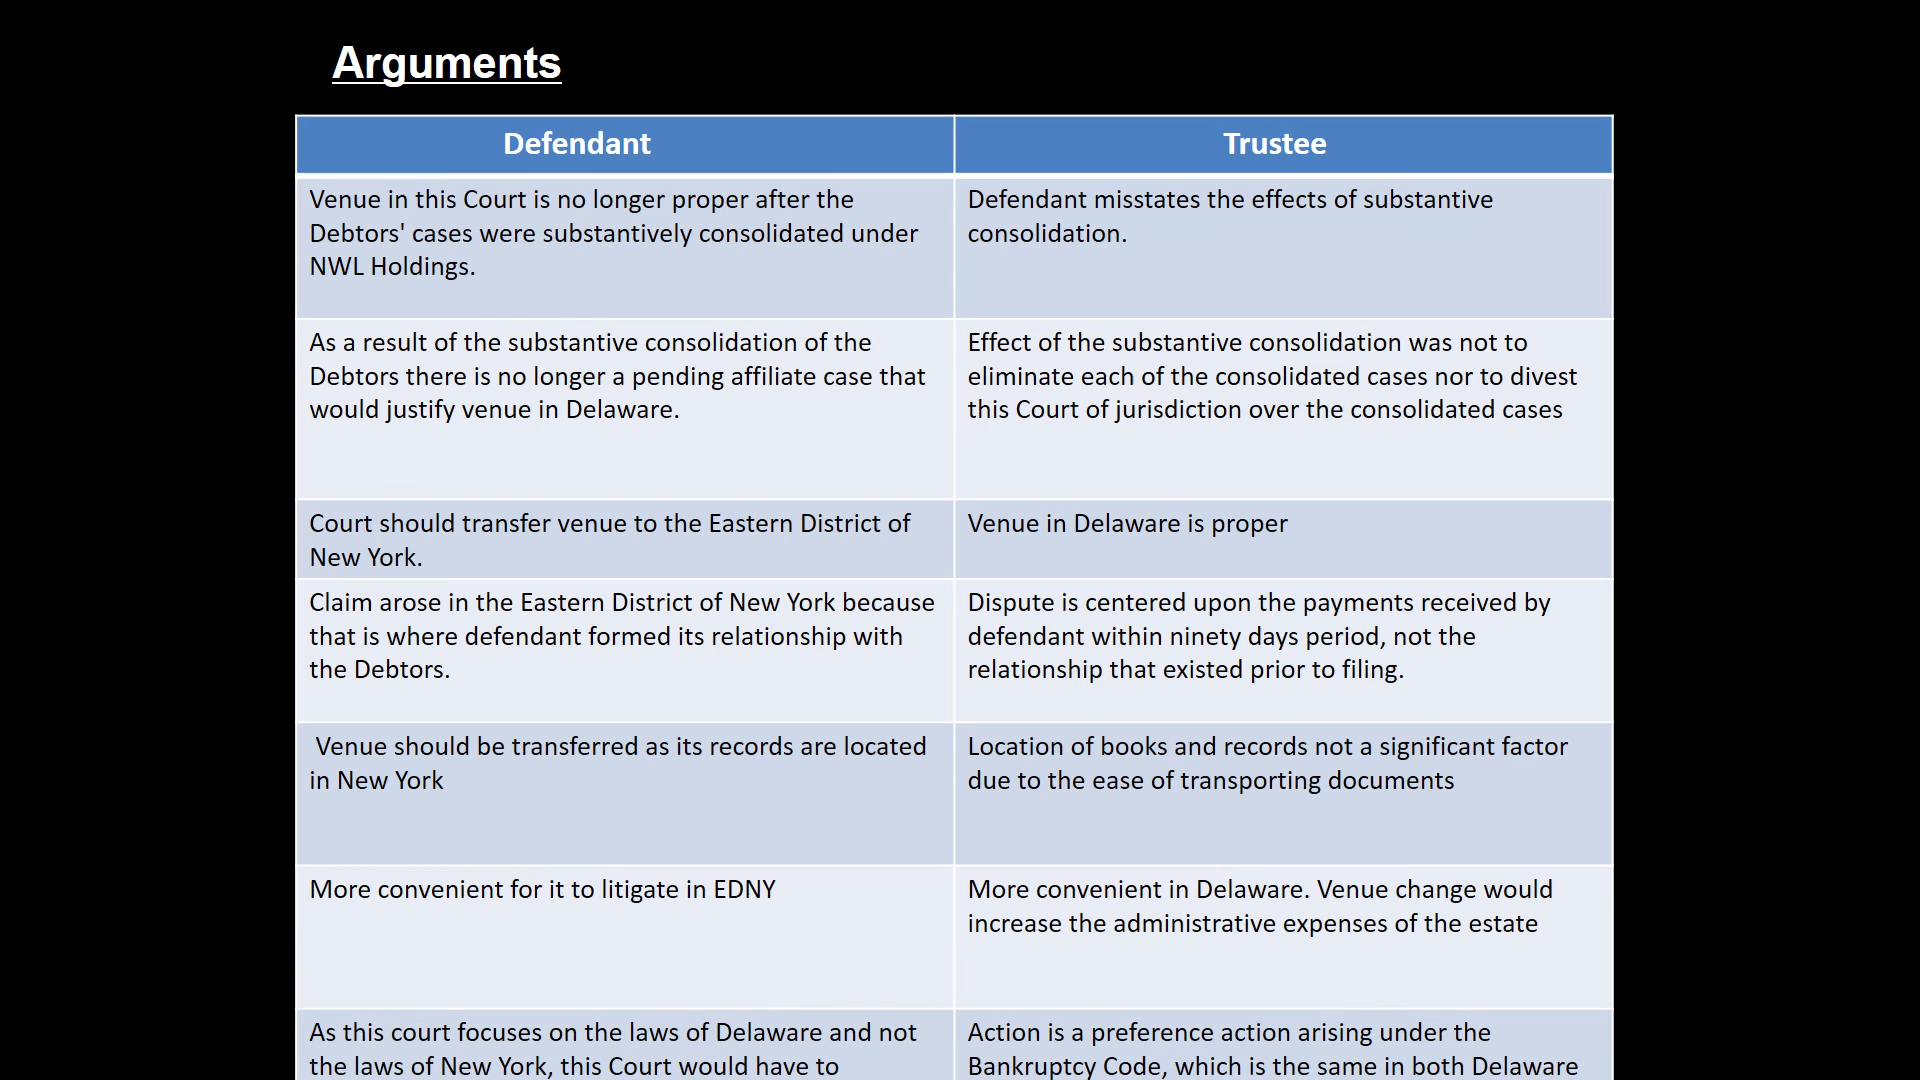 Arguments
Defendant
Trustee
Venue in this Court is no longer proper after the
Debtors' cases were substantively consolidated under
NWL Holdings.
Defendant misstates the effects of substantive
consolidation.
As a result of the substantive consolidation of the
Debtors there is no longer a pending affiliate case that
would justify venue in Delaware.
Effect of the substantive consolidation was not to
eliminate each of the consolidated cases nor to divest
this Court of jurisdiction over the consolidated cases
Court should transfer venue to the Eastern District of
New York.
Venue in Delaware is proper
Claim arose in the Eastern District of New York because
that is where defendant formed its relationship with
the Debtors.
Dispute is centered upon the payments received by
defendant within ninety days period, not the
relationship that existed prior to filing.
Venue should be transferred as its records are located
in New York
Location of books and records not a significant factor
due to the ease of transporting documents
More convenient for it to litigate in EDNY
More convenient in Delaware. Venue change would
increase the administrative expenses of the estate
As this court focuses on the laws of Delaware and not
the laws of New York, this Court would have to
Action is a preference action arising under the
Bankruptcy Code, which is the same in both Delaware